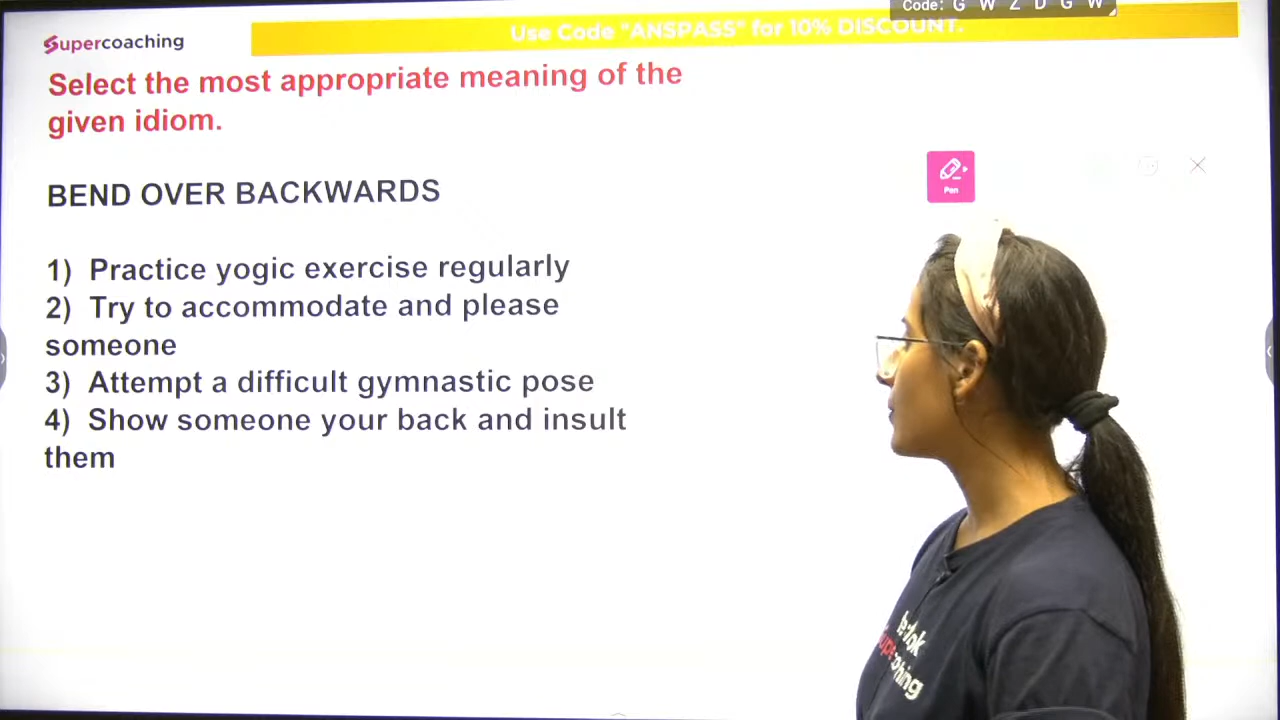 Code: G W Z D G W
Supercoaching
Use Code "ANSPASS" for 10% DISCOUNT.
Select the most appropriate meaning of the
given idiom.
Pen
BEND OVER BACKWARDS
1) Practice yogic exercise regularly
2) Try to accommodate and please
someone
3) Attempt a difficult gymnastic pose
4) Show someone your back and insult
them